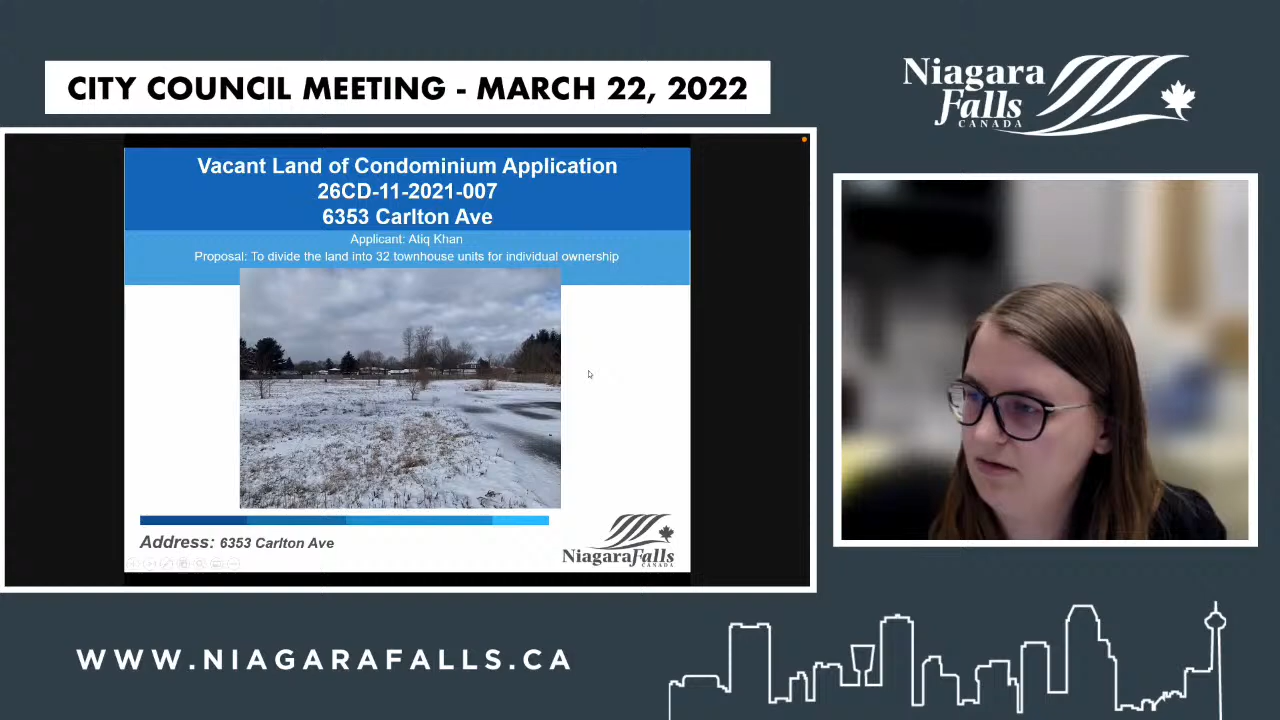 CITY COUNCIL MEETING - MARCH 22, 2022
Niagara
Falls
CANADA
Vacant Land of Condominium Application
26CD-11-2021-007
6353 Carlton Ave
Applicant: Atiq Khan
Proposal: To divide the land into 32 townhouse units for individual ownership
Address: 6353 Carlton Ave
NiagaraFalls
CANADA
WWW.NIAGARAFALLS.CA